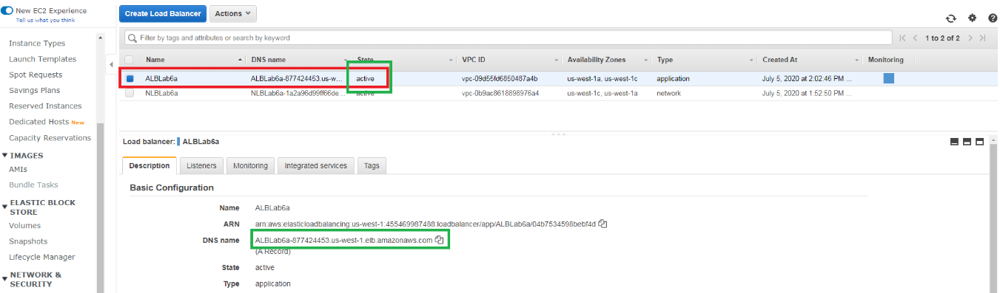 New EC2 Experience
Tell us what you think
Create Load Balancer Actions
Filter by tags and attributes or search by keyword
1 to 2 of 2
Instance Types
Launch Templates
Spot Requests
Savings Plans
Reserved Instances
Dedicated Hosts New
Capacity Reservations
IMAGES
AMIs
Bundle Tasks
ELASTIC BLOCK
STORE
Volumes
Snapshots
Lifecycle Manager
NETWORK &
SECURITY
Name DNS name State VPC ID Availability Zones Type Created At Monitoring
ALBLab6a ALBLab6a-877424453.us-w... active vpc-09d55fd6850487a4b us-west-1a, us-west-1c application July 5, 2020 at 2:02:46 PM ...
NLBLab6a NLBLab6a-1a2a96d99ff66de... active vpc-0b9ac8618898976a4 us-west-1c, us-west-1a network July 5, 2020 at 1:52:50 PM ...
Load balancer: ALBLab6a
Description Listeners Monitoring Integrated services Tags
Basic Configuration
Name ALBLab6a
ARN arn:aws:elasticloadbalancing:us-west-1:455469987488:loadbalancer/app/ALBLab6a/04b7534598bebf4d
DNS name ALBLab6a-877424453.us-west-1.elb.amazonaws.com
(A Record)
State active
Type application